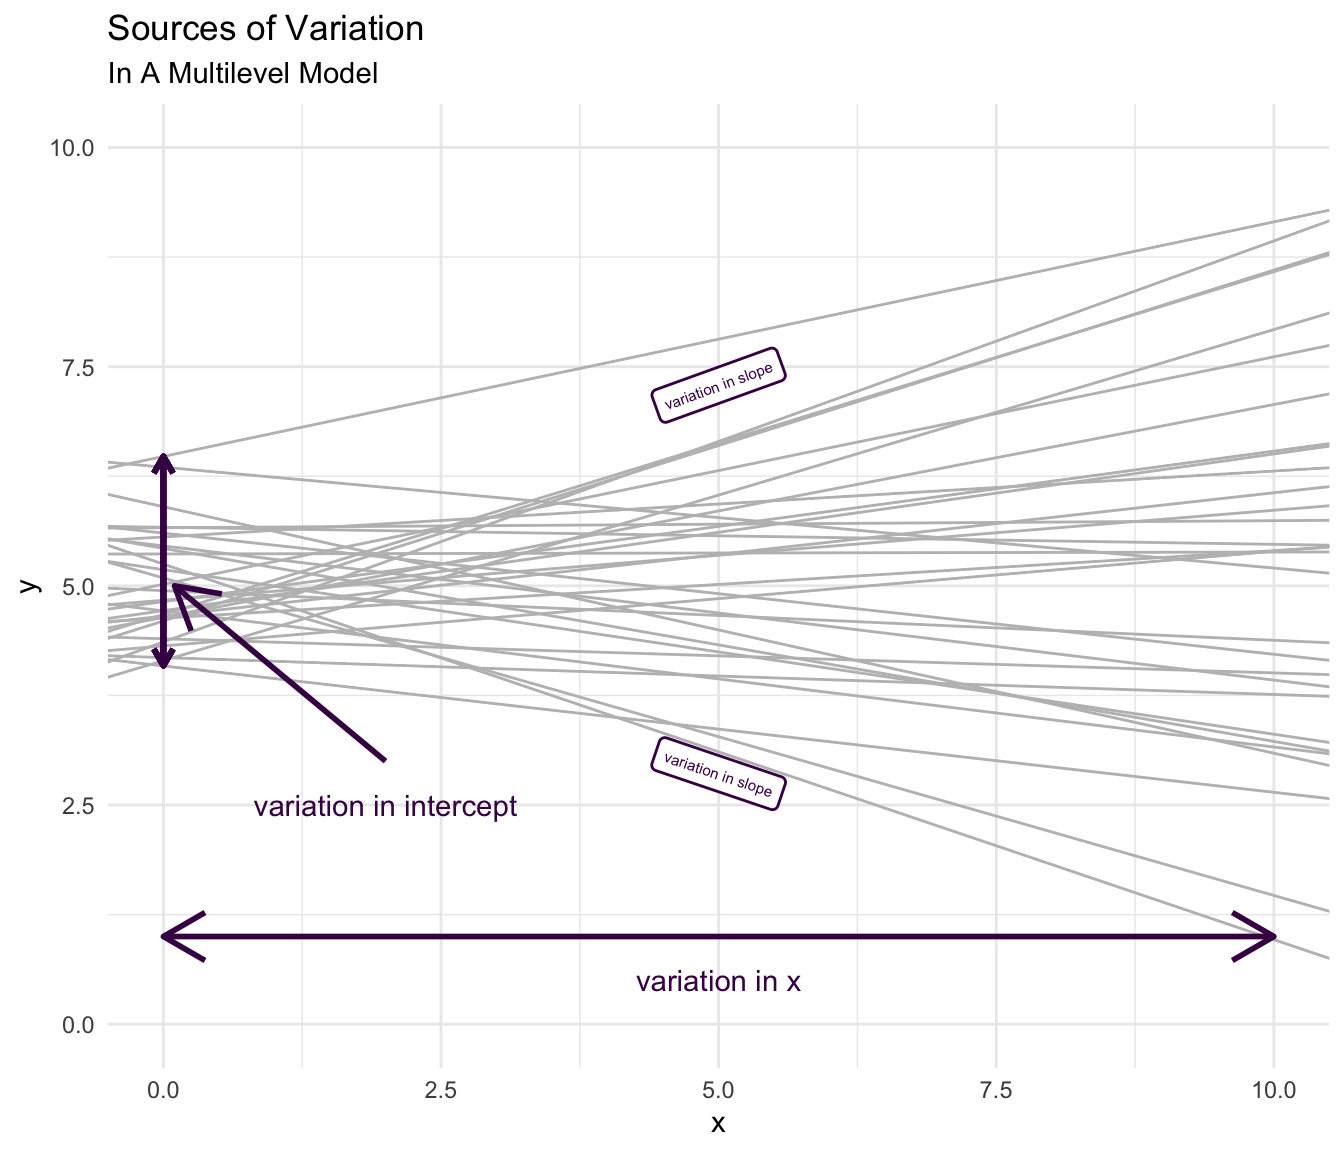 Sources of Variation
In A Multilevel Model
10.0
7.5
variation in slope
y
5.0
variation in slope
2.5
variation in intercept
variation in x
0.0
0.0 2.5 5.0 7.5 10.0
x